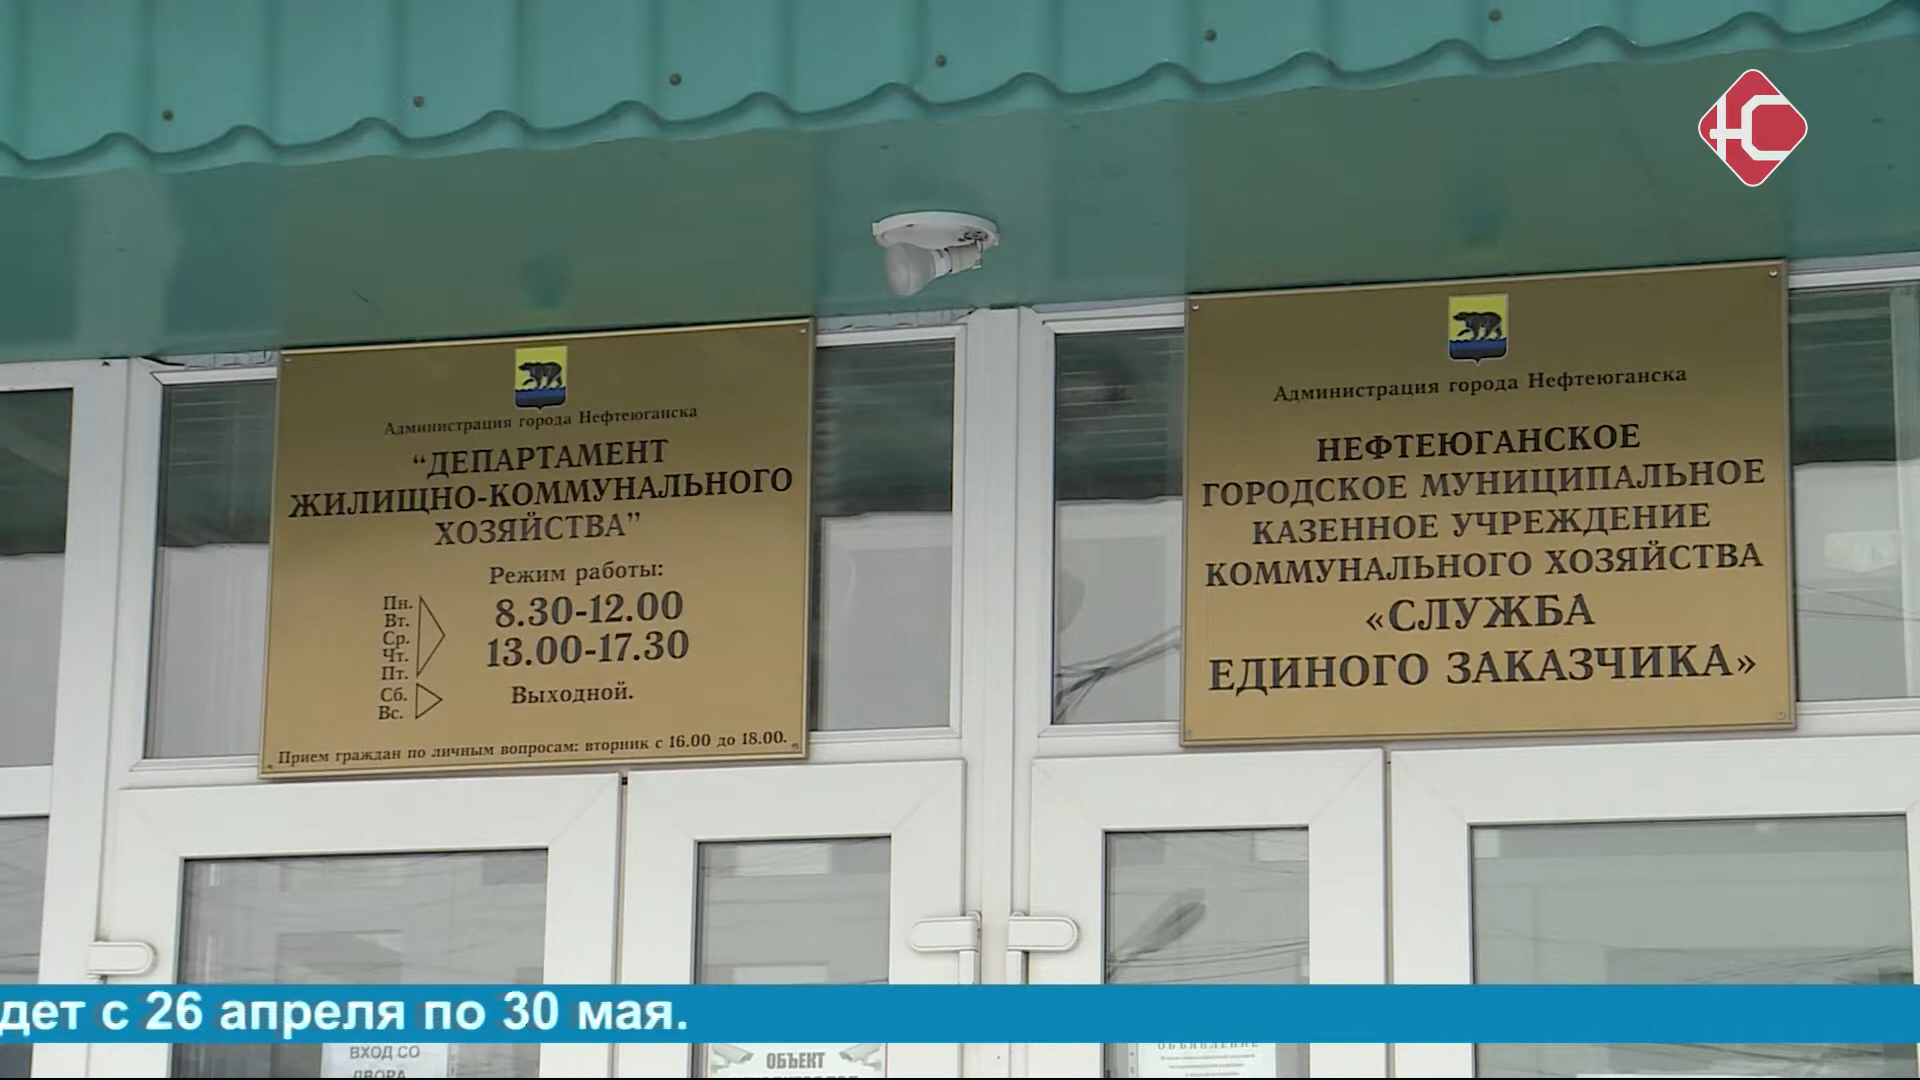 ЮС
Администрация города Нефтеюганска
“ДЕПАРТАМЕНТ
ЖИЛИЩНО-КОММУНАЛЬНОГО
ХОЗЯЙСТВА”
Режим работы:
Пн.
Вт.
Ср.
Чт.
Пт.
8.30-12.00
13.00-17.30
Сб.
Вс.
Выходной.
Прием граждан по личным вопросам: вторник с 16.00 до 18.00.
Администрация города Нефтеюганска
НЕФТЕЮГАНСКОЕ
ГОРОДСКОЕ МУНИЦИПАЛЬНОЕ
КАЗЕННОЕ УЧРЕЖДЕНИЕ
КОММУНАЛЬНОГО ХОЗЯЙСТВА
«СЛУЖБА
ЕДИНОГО ЗАКАЗЧИКА»
дет с 26 апреля по 30 мая.
ВХОД СО
ДВОРА
ОБЪЕКТ
ОБЪЯВЛЕНИЕ